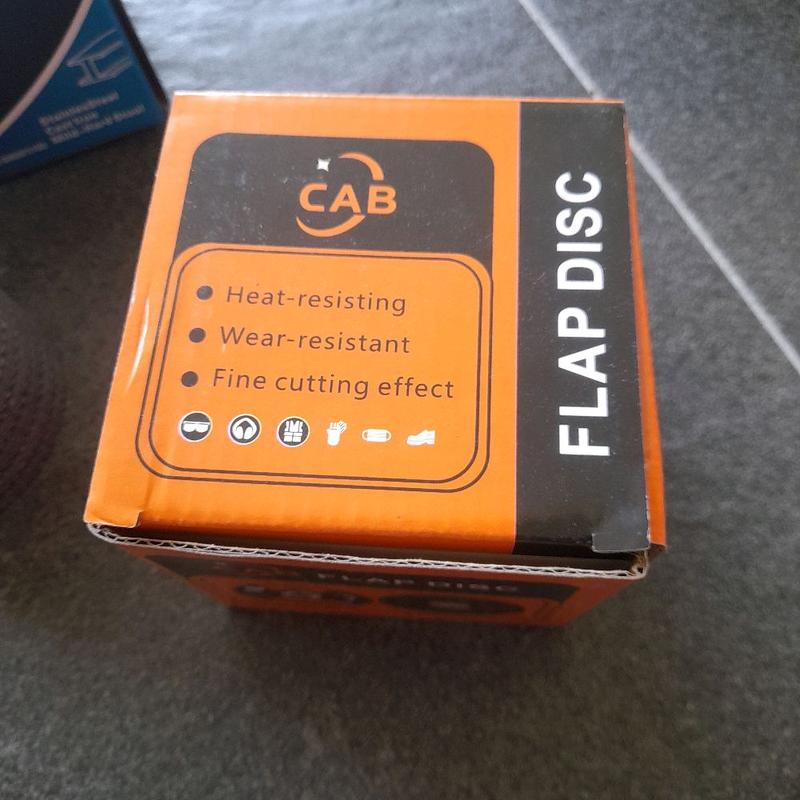 CAB
Heat-resisting
Wear-resistant
Fine cutting effect
FLAP DISC
FLAP DISC